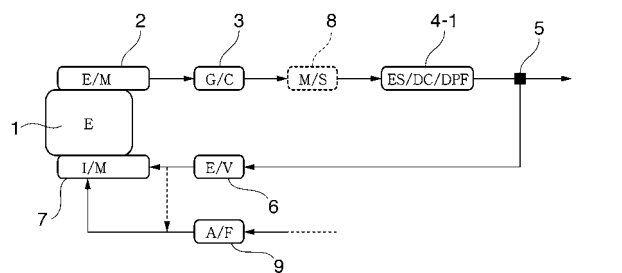 2 3 8 4-1 5
E/M G/C M/S ES/DC/DPF
1 E
I/M E/V
7 6
A/F
9